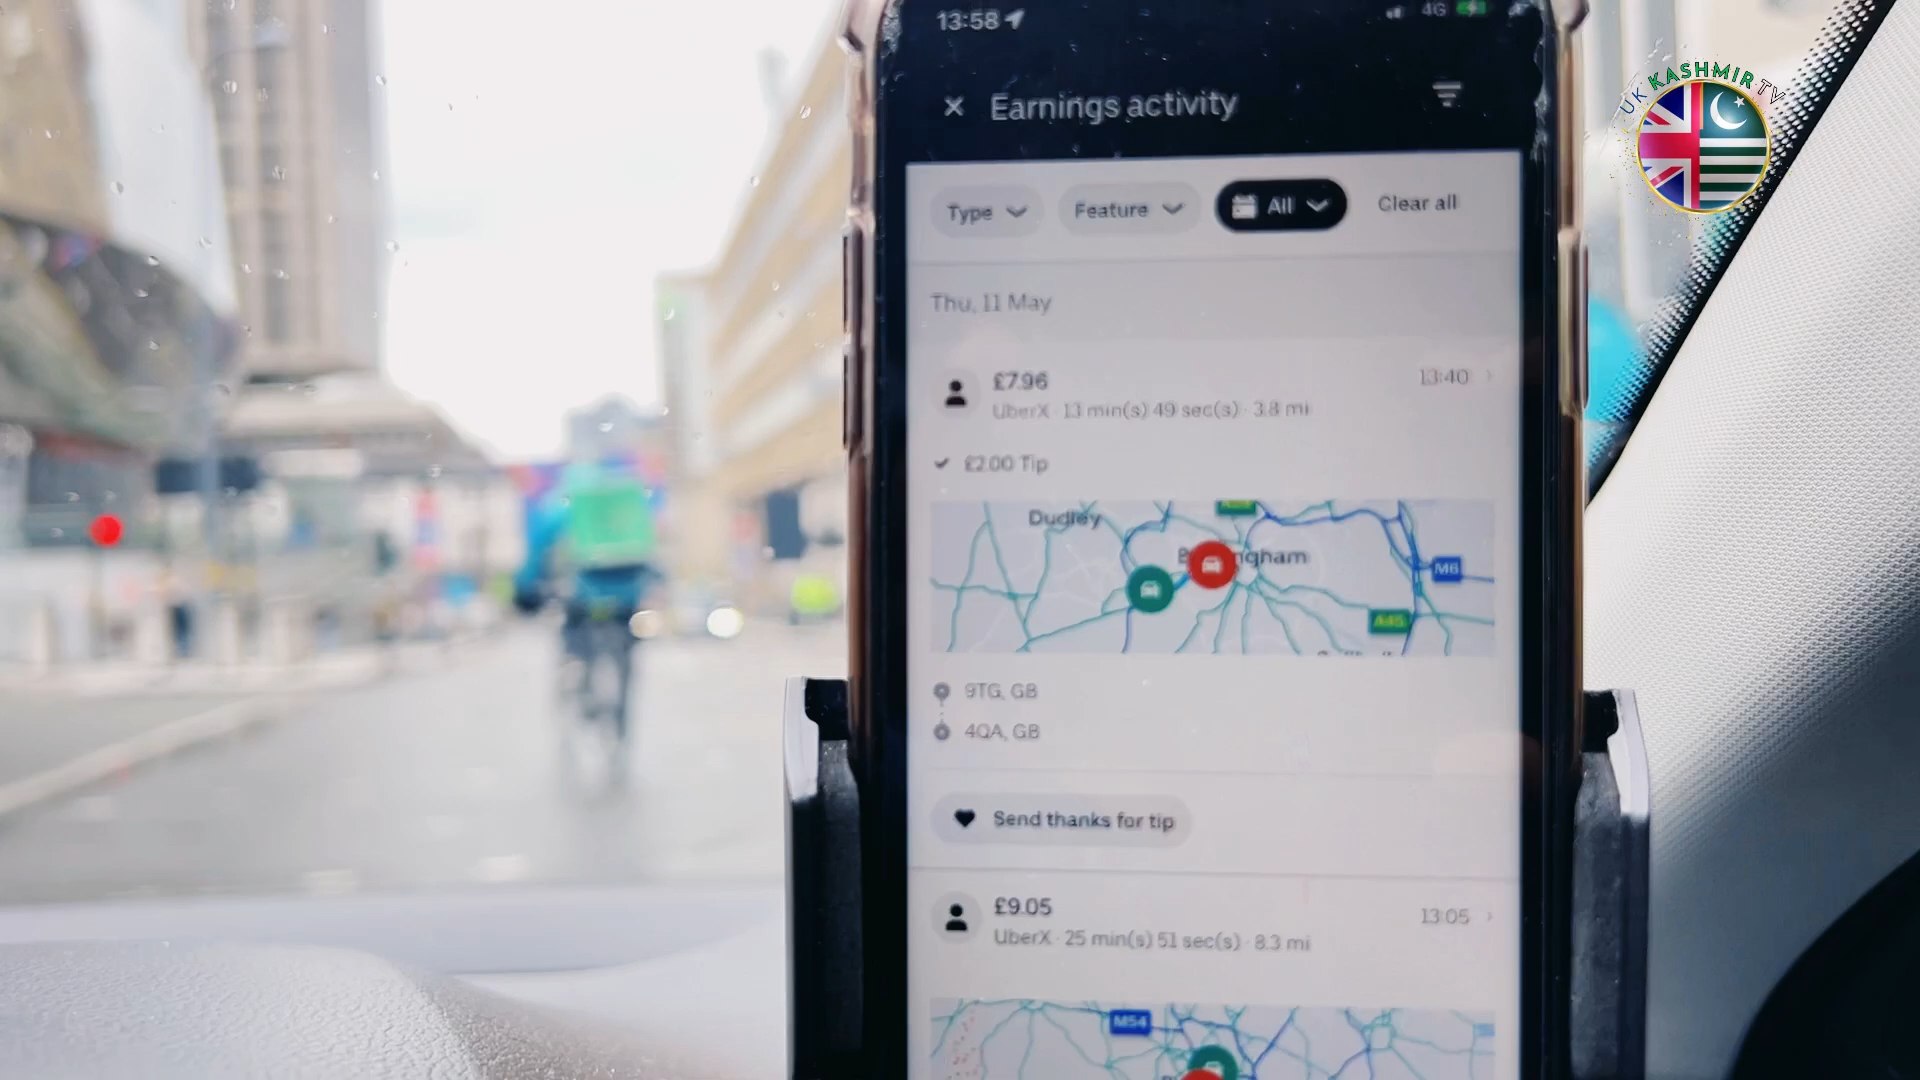 13:58
4G
UK KASHMIR TV
× Earnings activity
Type
Feature
All
Clear all
Thu, 11 May
£7.96
13:40
UberX · 13 min(s) 49 sec(s) · 3.8 mi
£2.00 Tip
Dudley
M6
A45
9TG, GB
4QA, GB
Send thanks for tip
£9.05
13:05
UberX · 25 min(s) 51 sec(s) · 8.3 mi
M54